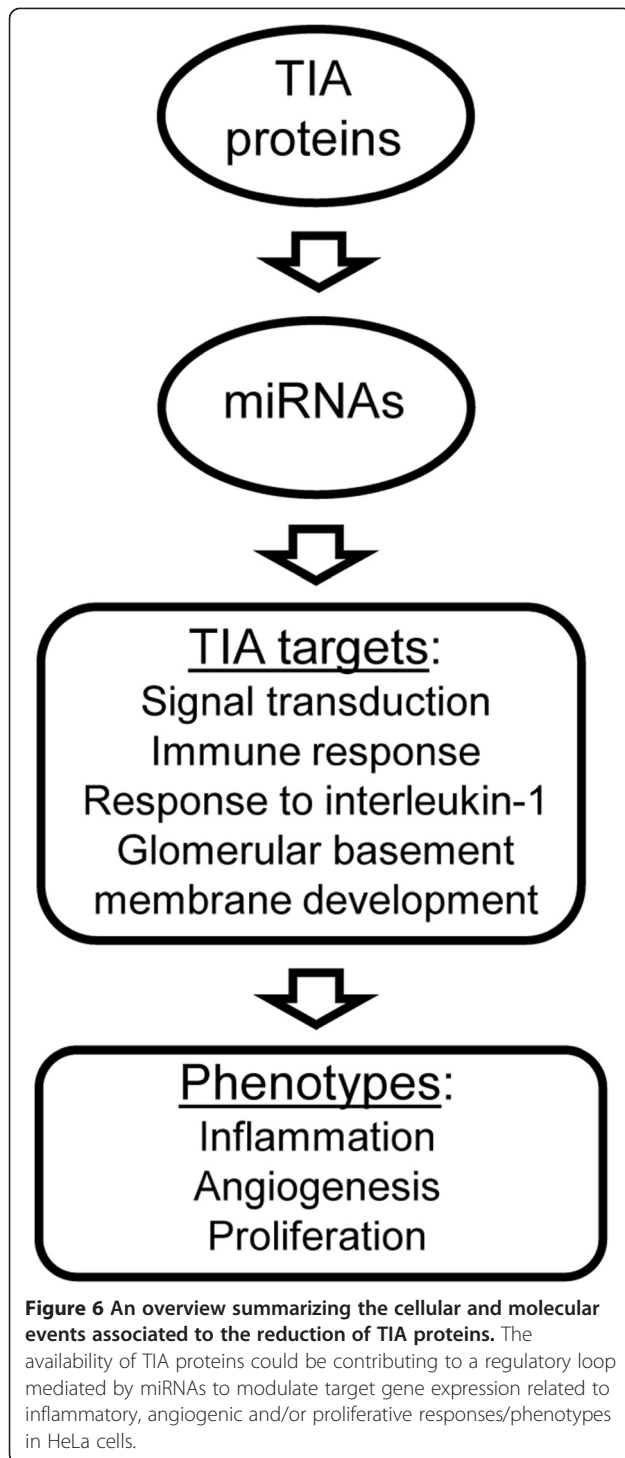 TIA
proteins
miRNAs
TIA targets:
Signal transduction
Immune response
Response to interleukin-1
Glomerular basement
membrane development
Phenotypes:
Inflammation
Angiogenesis
Proliferation
Figure 6 An overview summarizing the cellular and molecular
events associated to the reduction of TIA proteins. The
availability of TIA proteins could be contributing to a regulatory loop
mediated by miRNAs to modulate target gene expression related to
inflammatory, angiogenic and/or proliferative responses/phenotypes
in HeLa cells.